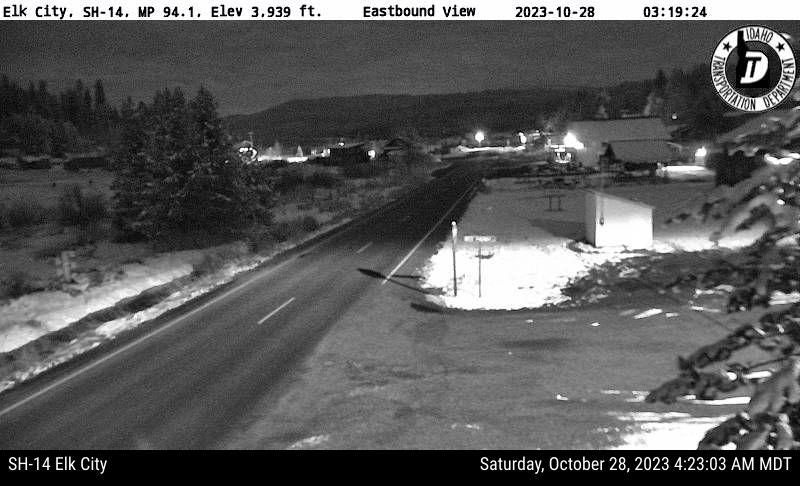 Elk City, SH-14, MP 94.1, Elev 3,939 ft. Eastbound View 2023-10-28 03:19:24
IDAHO
TRANSPORTATION DEPARTMENT
SH-14 Elk City Saturday, October 28, 2023 4:23:03 AM MDT